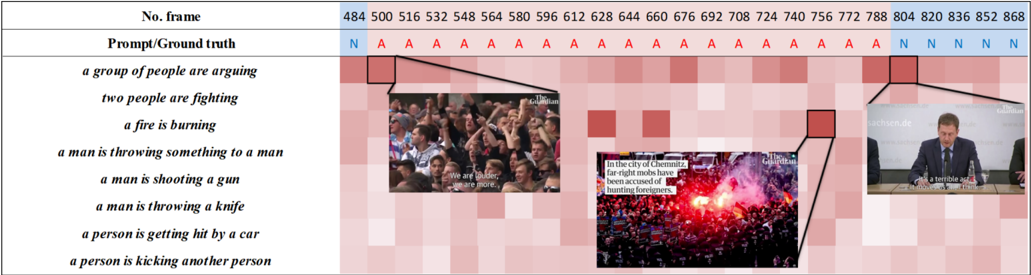 No. frame 484 500 516 532 548 564 580 596 612 628 644 660 676 692 708 724 740 756 772 788 804 820 836 852 868
Prompt/Ground truth N A A A A A A A A A A A A A A A A A A A N N N N N
a group of people are arguing
two people are fighting
a fire is burning
a man is throwing something to a man
a man is shooting a gun
a man is throwing a knife
a person is getting hit by a car
a person is kicking another person
The
Guardian
We are louder,
we are more.
In the city of Chemnitz,
far-right mobs have
been accused of
hunting foreigners.
The
Guardian
The
Guardian
sachsen.de